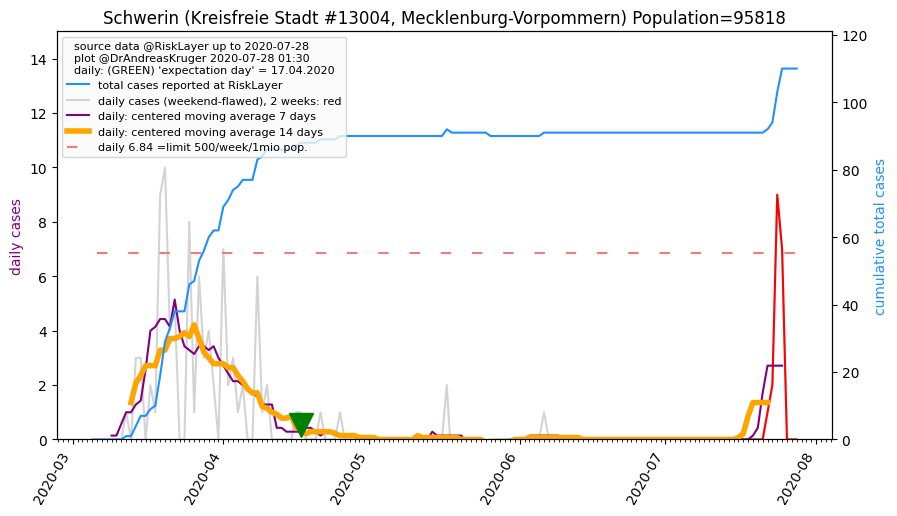 Schwerin (Kreisfreie Stadt #13004, Mecklenburg-Vorpommern) Population=95818
source data @RiskLayer up to 2020-07-28
plot @DrAndreasKruger 2020-07-28 01:30
daily: (GREEN) 'expectation day' = 17.04.2020
total cases reported at RiskLayer
daily cases (weekend-flawed), 2 weeks: red
daily: centered moving average 7 days
daily: centered moving average 14 days
daily 6.84 =limit 500/week/1mio pop.
daily cases
14
12
10
8
6
4
2
0
cumulative total cases
120
100
80
60
40
20
0
2020-03
2020-04
2020-05
2020-06
2020-07
2020-08